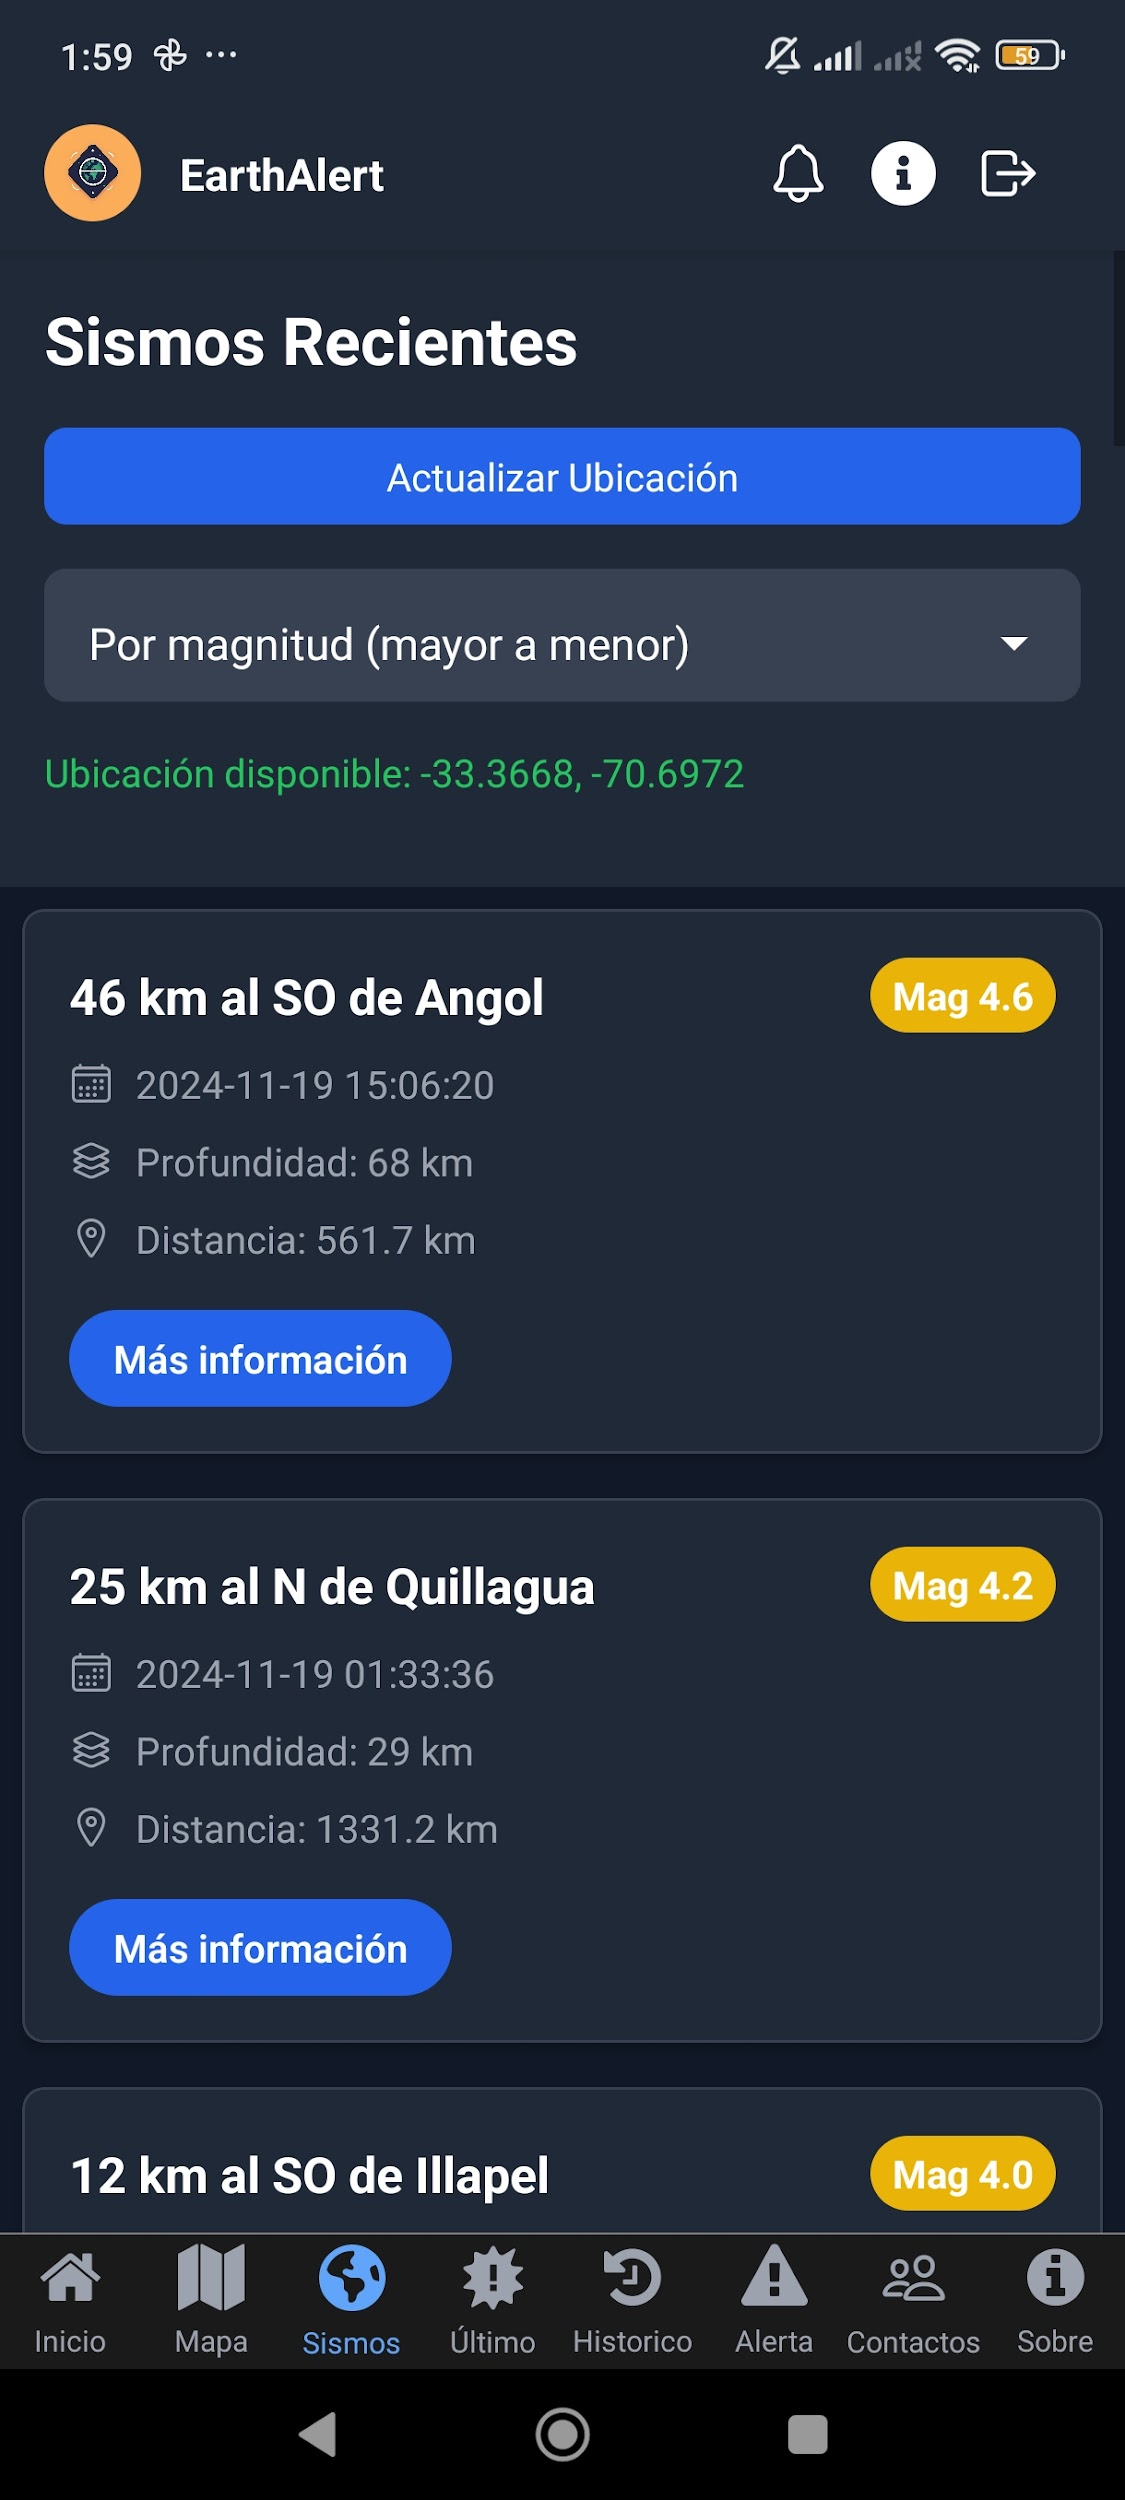 1:59
59
EarthAlert
Sismos Recientes
Actualizar Ubicación
Por magnitud (mayor a menor)
Ubicación disponible: -33.3668, -70.6972
46 km al SO de Angol
Mag 4.6
2024-11-19 15:06:20
Profundidad: 68 km
Distancia: 561.7 km
Más información
25 km al N de Quillagua
Mag 4.2
2024-11-19 01:33:36
Profundidad: 29 km
Distancia: 1331.2 km
Más información
12 km al SO de Illapel
Mag 4.0
Inicio
Mapa
Sismos
Último
Historico
Alerta
Contactos
Sobre